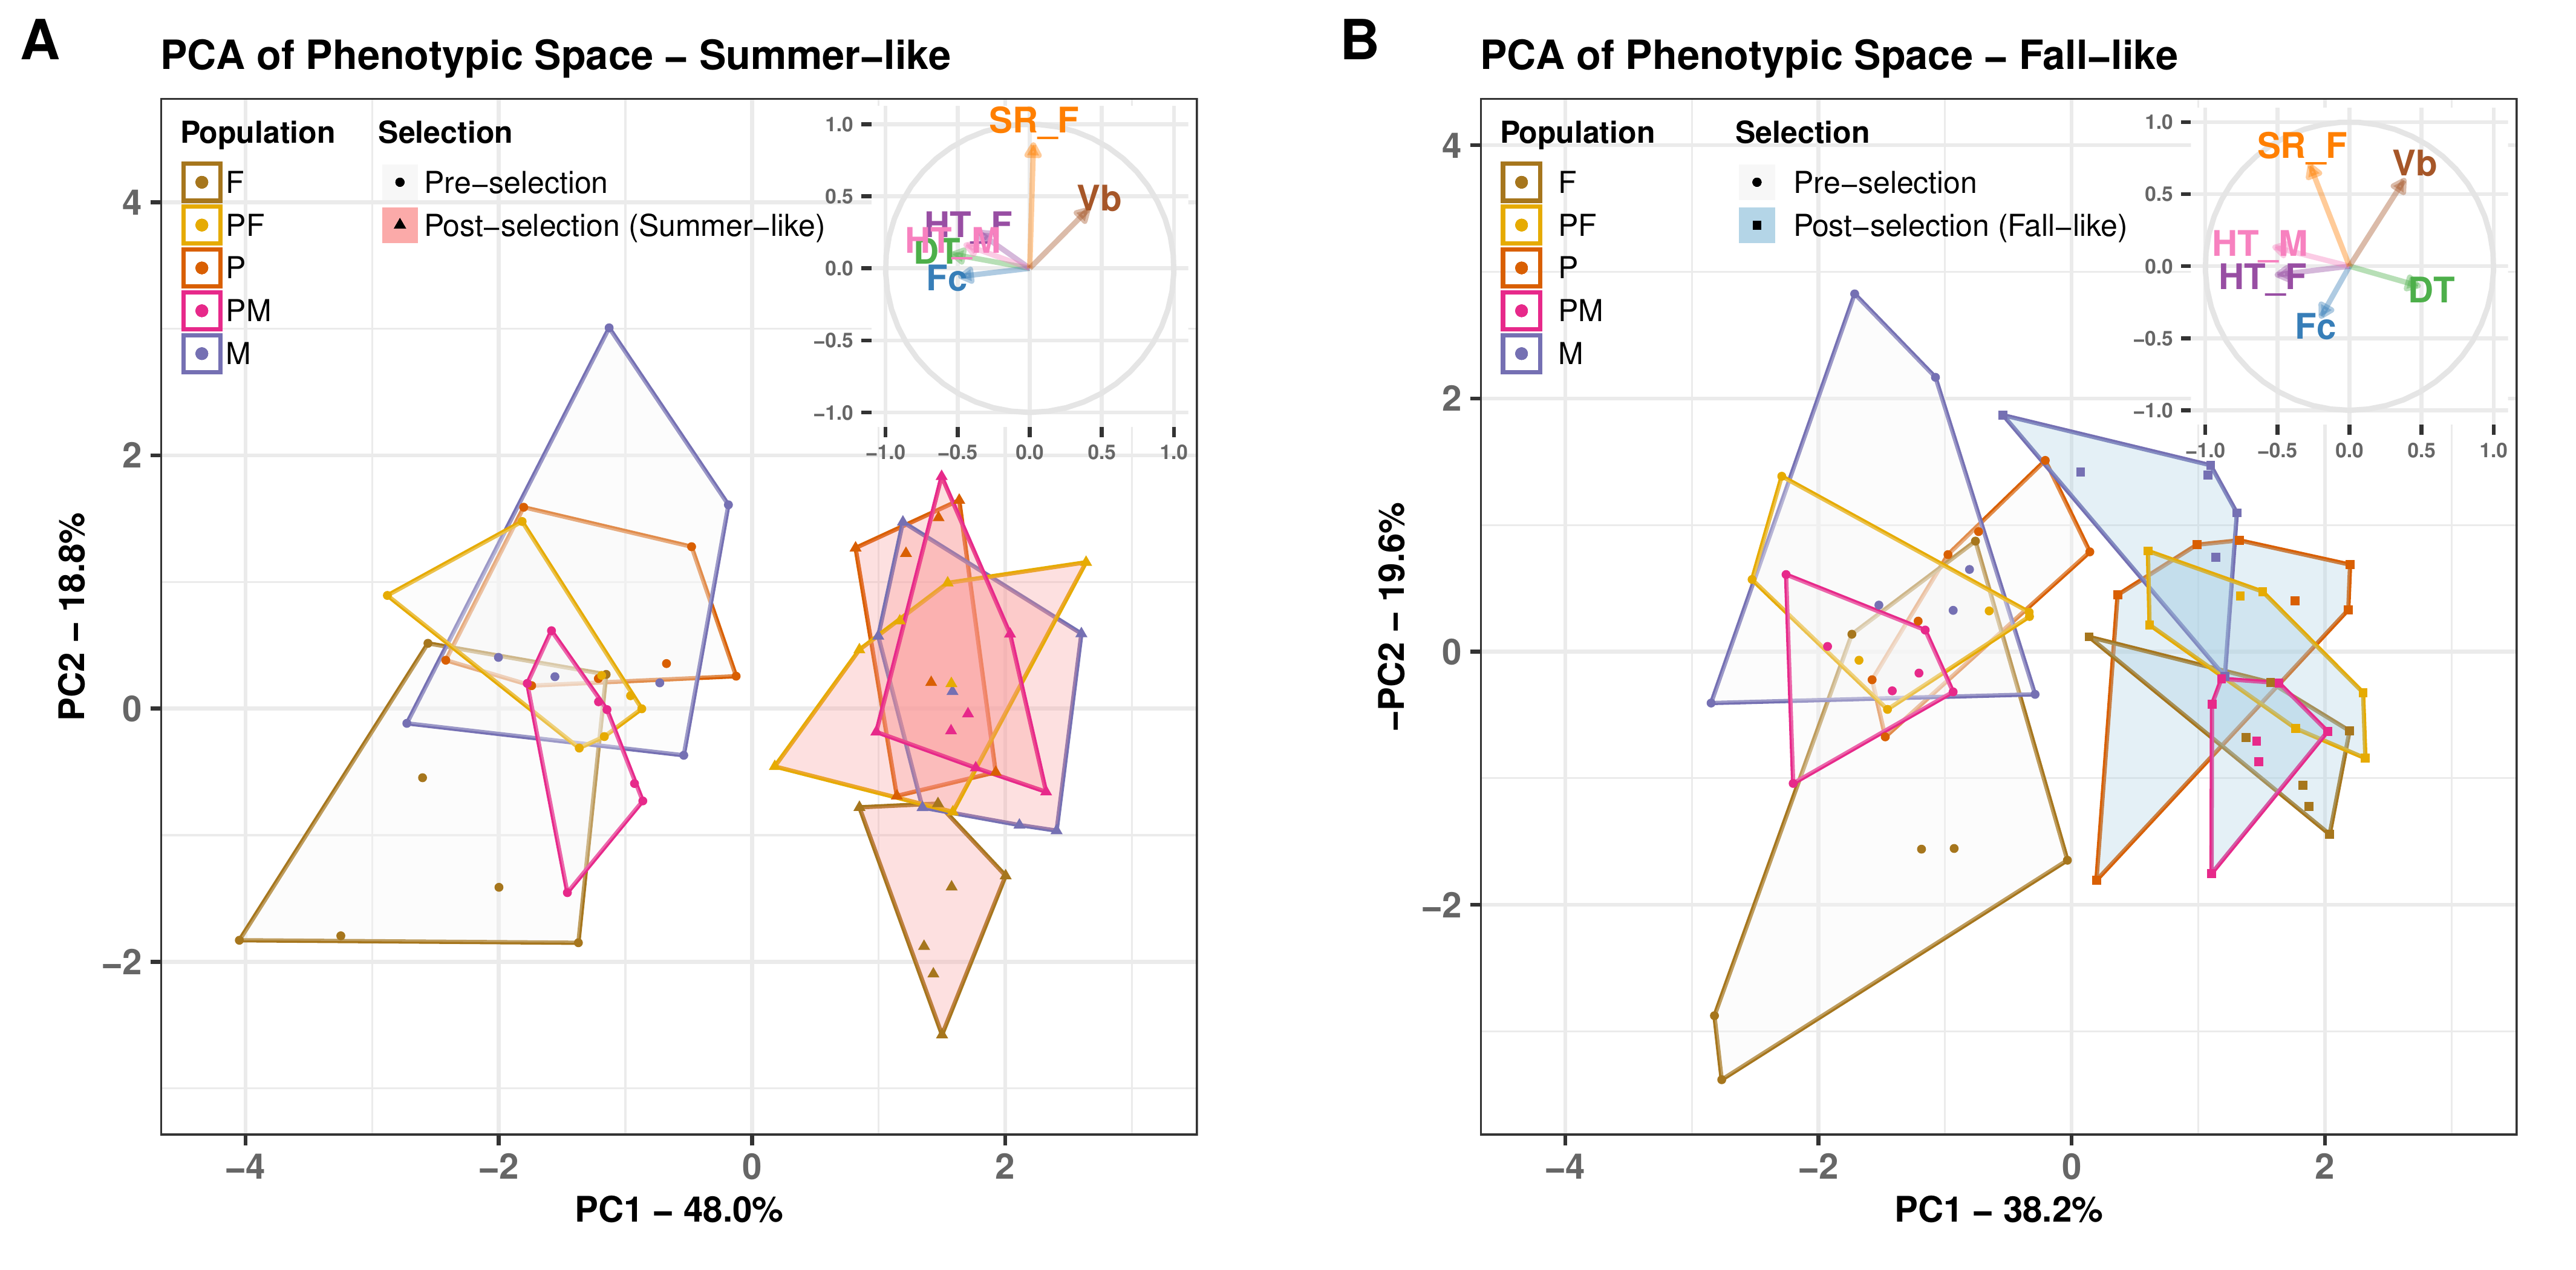 A
PCA of Phenotypic Space – Summer–like
Population
F
PF
P
PM
M
Selection
Pre–selection
Post–selection (Summer–like)
SR_F
Vb
HT_F
HT_M
DT
Fc
1.0
0.5
0.0
−0.5
−1.0
−1.0 −0.5 0.0 0.5 1.0
4
2
0
−2
PC2 – 18.8%
−4 −2 0 2
PC1 – 48.0%
B
PCA of Phenotypic Space – Fall–like
Population
F
PF
P
PM
M
Selection
Pre–selection
Post–selection (Fall–like)
SR_F
Vb
HT_M
HT_F
DT
Fc
1.0
0.5
0.0
−0.5
−1.0
−1.0 −0.5 0.0 0.5 1.0
4
2
0
−2
−PC2 – 19.6%
−4 −2 0 2
PC1 – 38.2%